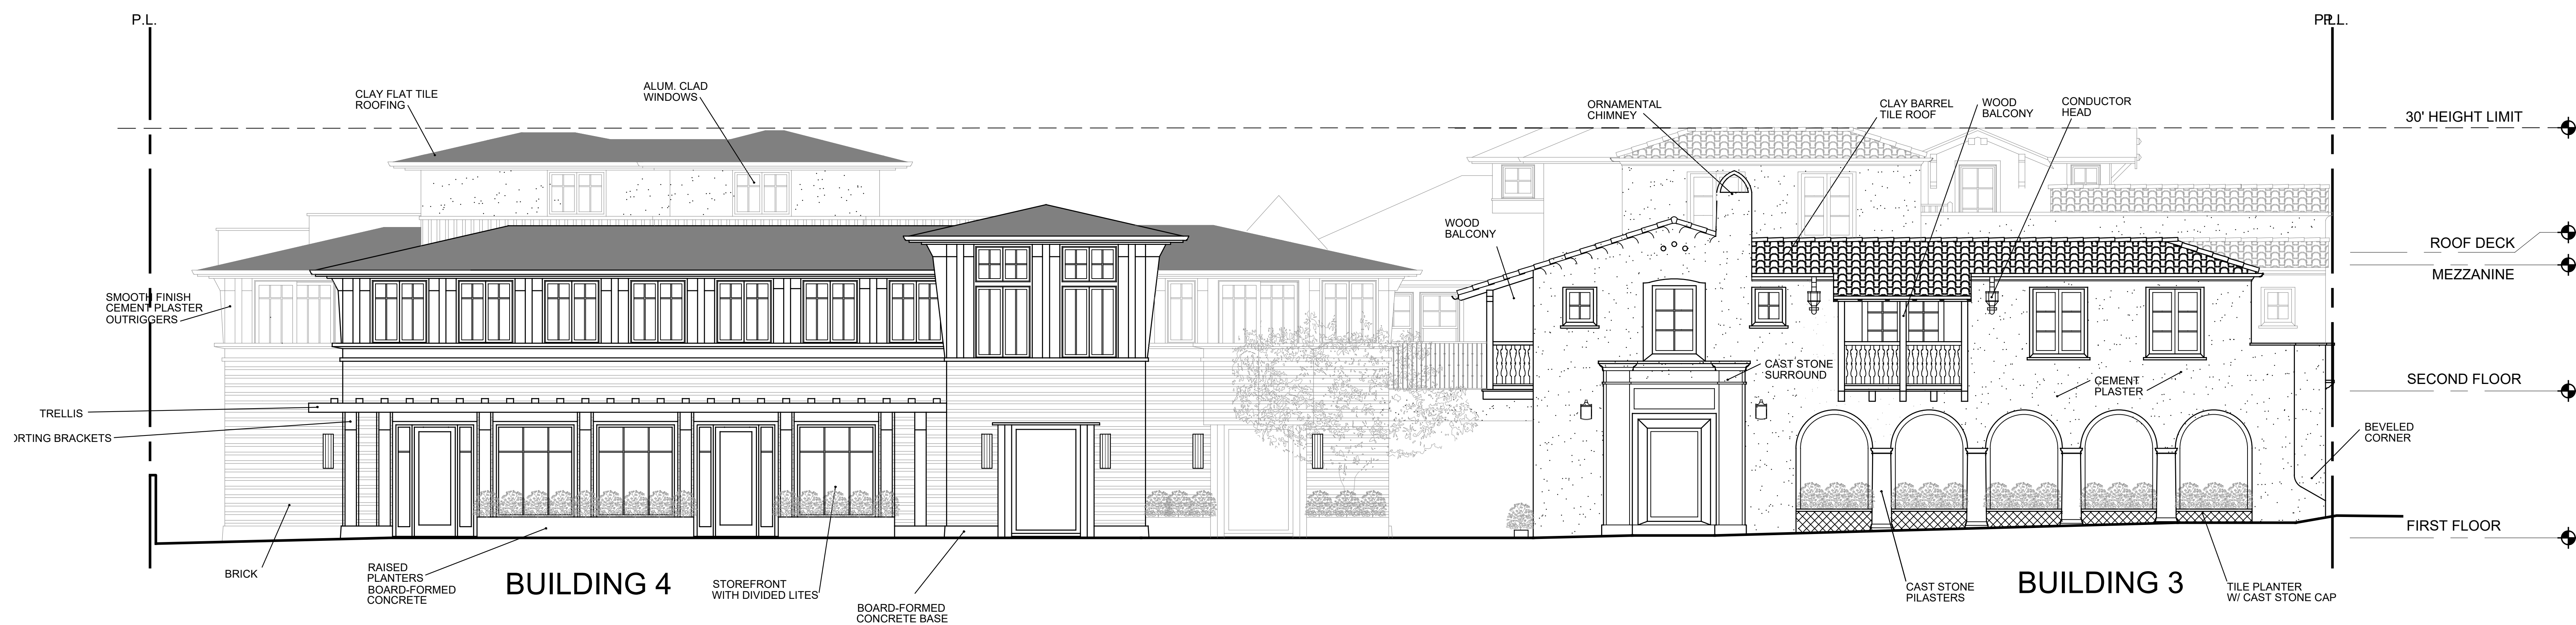 P.L.
P.L.
P.L.
CLAY FLAT TILE
ROOFING
ALUM. CLAD
WINDOWS
ORNAMENTAL
CHIMNEY
CLAY BARREL
TILE ROOF
WOOD
BALCONY
CONDUCTOR
HEAD
30' HEIGHT LIMIT
WOOD
BALCONY
ROOF DECK
MEZZANINE
SMOOTH FINISH
CEMENT PLASTER
OUTRIGGERS
CAST STONE
SURROUND
CEMENT
PLASTER
SECOND FLOOR
TRELLIS
ORTING BRACKETS
BEVELED
CORNER
FIRST FLOOR
BRICK
RAISED
PLANTERS
BOARD-FORMED
CONCRETE
BUILDING 4
STOREFRONT
WITH DIVIDED LITES
BOARD-FORMED
CONCRETE BASE
CAST STONE
PILASTERS
BUILDING 3
TILE PLANTER
W/ CAST STONE CAP